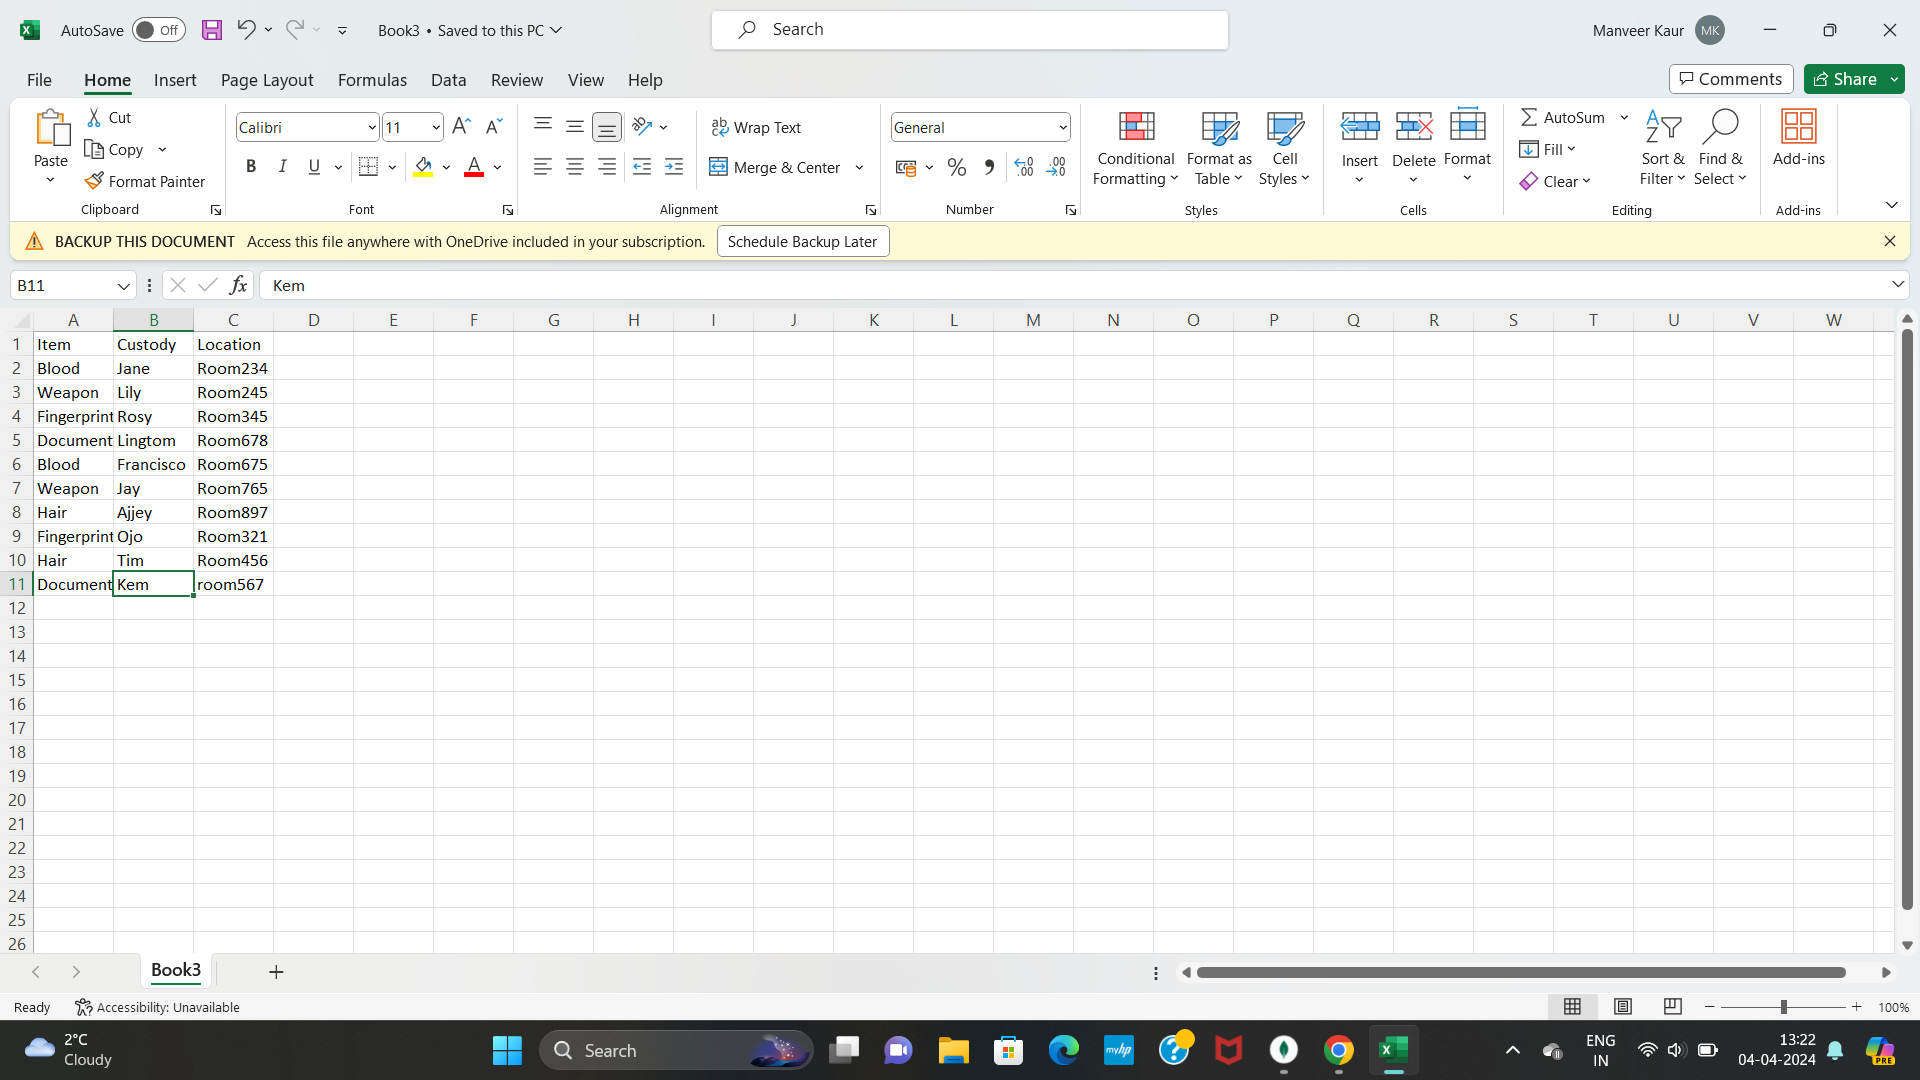 AutoSave Off Book3 • Saved to this PC Search Manveer Kaur MK
File Home Insert Page Layout Formulas Data Review View Help Comments Share
Paste Cut Copy Format Painter Clipboard
Calibri 11 B I U A Font
ab Wrap Text Merge & Center Alignment
General % Number
Conditional Formatting Format as Table Cell Styles Styles
Insert Delete Format Cells
AutoSum Fill Clear Sort & Filter Find & Select Editing
Add-ins Add-ins
BACKUP THIS DOCUMENT Access this file anywhere with OneDrive included in your subscription. Schedule Backup Later
B11 fx Kem
A B C D E F G H I J K L M N O P Q R S T U V W
1 Item Custody Location
2 Blood Jane Room234
3 Weapon Lily Room245
4 Fingerprint Rosy Room345
5 Document Lingtom Room678
6 Blood Francisco Room675
7 Weapon Jay Room765
8 Hair Ajjey Room897
9 Fingerprint Ojo Room321
10 Hair Tim Room456
11 Document Kem room567
12
13
14
15
16
17
18
19
20
21
22
23
24
25
26
Book3
Ready Accessibility: Unavailable 100%
2°C Cloudy Search myhp ENG IN 13:22 04-04-2024 PRE